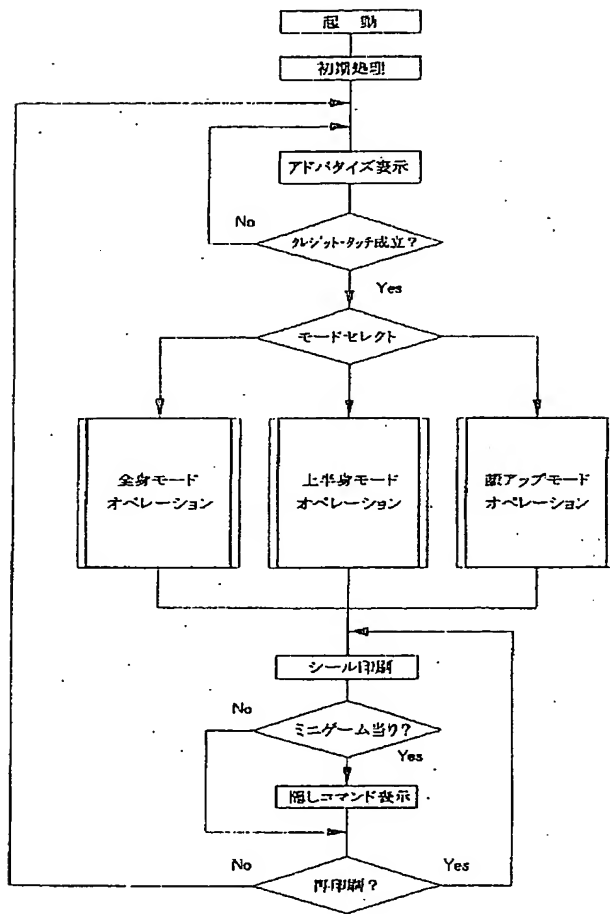 起動
初期処理
アドバタイズ表示
No
クレジット・タッチ成立?
Yes
モードセレクト
全身モード
オペレーション
上半身モード
オペレーション
顔アップモード
オペレーション
シール印刷
No
ミニゲーム当り?
Yes
隠しコマンド表示
No
再印刷?
Yes